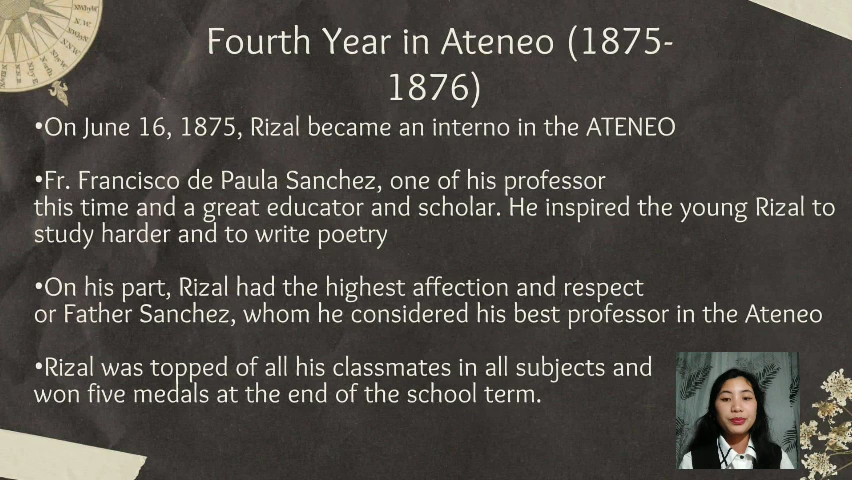 Fourth Year in Ateneo (1875-
1876)
•On June 16, 1875, Rizal became an interno in the ATENEO
•Fr. Francisco de Paula Sanchez, one of his professor
this time and a great educator and scholar. He inspired the young Rizal to
study harder and to write poetry
•On his part, Rizal had the highest affection and respect
or Father Sanchez, whom he considered his best professor in the Ateneo
•Rizal was topped of all his classmates in all subjects and
won five medals at the end of the school term.